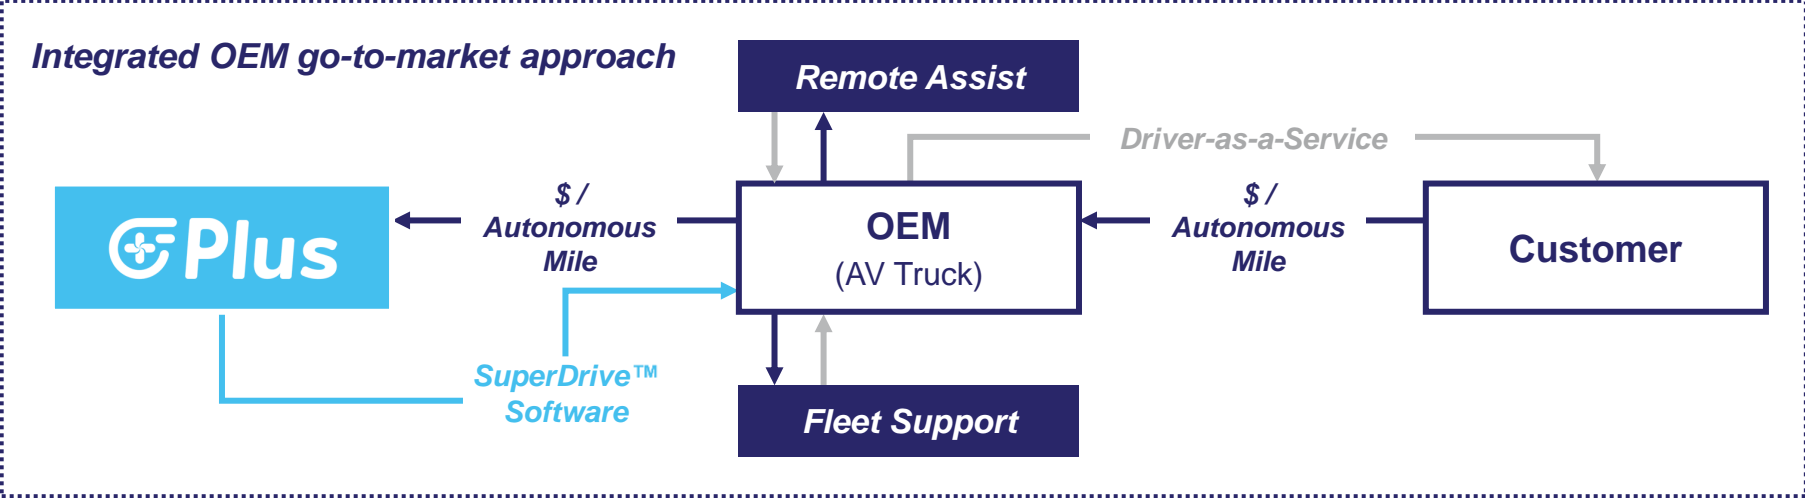 Integrated OEM go-to-market approach
Remote Assist
Driver-as-a-Service
Plus
$ /
Autonomous
Mile
OEM
(AV Truck)
$ /
Autonomous
Mile
Customer
SuperDrive™
Software
Fleet Support